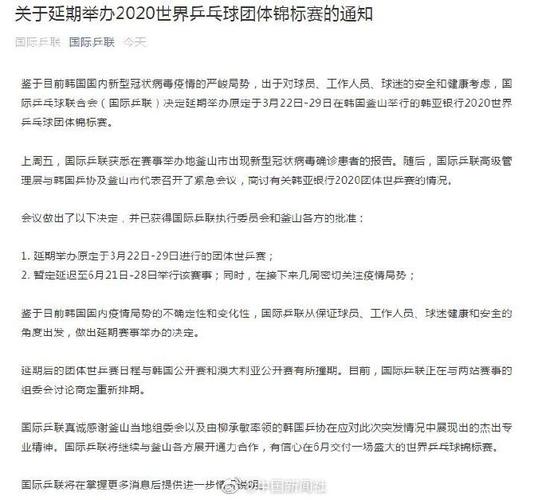 关于延期举办2020世界乒乓球团体锦标赛的通知
国际乒联 国际乒联 今天
鉴于目前韩国国内新型冠状病毒疫情的严峻局势，出于对球员、工作人员、球迷的安全和健康考虑，国
际乒乓球联合会（国际乒联）决定延期举办原定于3月22日-29日在韩国釜山举行的韩亚银行2020世界
乒乓球团体锦标赛。
上周五，国际乒联获悉在赛事举办地釜山市出现新型冠状病毒确诊患者的报告。随后，国际乒联高级管
理层与韩国乒协及釜山市代表召开了紧急会议，商讨有关韩亚银行2020团体世乒赛的情况。
会议做出了以下决定，并已获得国际乒联执行委员会和釜山各方的批准；
1. 延期举办原定于3月22日-29日进行的团体世乒赛；
2. 暂定延迟至6月21日-28日举行该赛事；同时，在接下来几周密切关注疫情局势；
鉴于目前韩国国内疫情局势的不确定性和变化性，国际乒联从保证球员、工作人员、球迷健康和安全的
角度出发，做出延期赛事举办的决定。
延期后的团体世乒赛日程与韩国公开赛和澳大利亚公开赛有所撞期。目前，国际乒联正在与两站赛事的
组委会讨论商定重新排期。
国际乒联真诚感谢釜山当地组委会以及由柳承敏率领的韩国乒协在应对此次突发情况中展现出的杰出专
业精神。国际乒联将继续与釜山各方展开通力合作，有信心在6月交付一场盛大的世界乒乓球锦标赛。
国际乒联将在掌握更多消息后提供进一步情况说明。
@中国新闻社